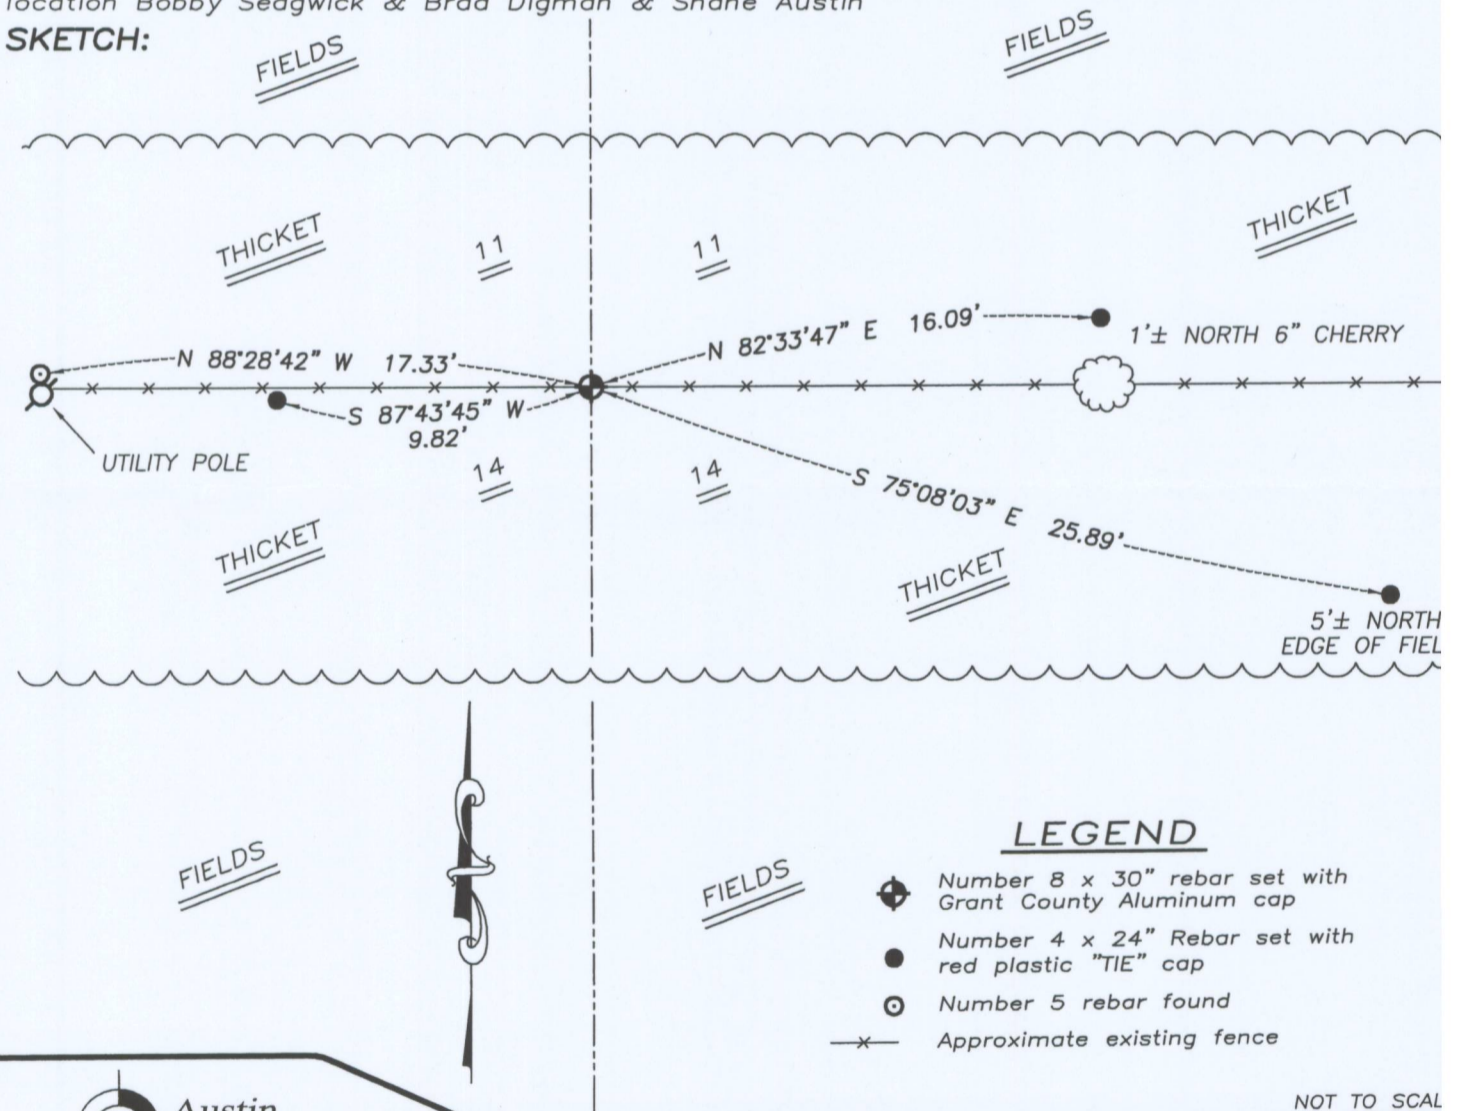 location Bobby Sedgwick & Brad Digman & Shane Austin
SKETCH:
FIELDS
FIELDS
THICKET
11
11
THICKET
N 88°28'42" W 17.33'
N 82°33'47" E 16.09'
1'± NORTH 6" CHERRY
S 87°43'45" W
9.82'
UTILITY POLE
14
14
S 75°08'03" E 25.89'
THICKET
THICKET
5'± NORTH
EDGE OF FIEL
FIELDS
FIELDS
LEGEND
Number 8 x 30" rebar set with
Grant County Aluminum cap
Number 4 x 24" Rebar set with
red plastic "TIE" cap
Number 5 rebar found
Approximate existing fence
NOT TO SCAL
Austin